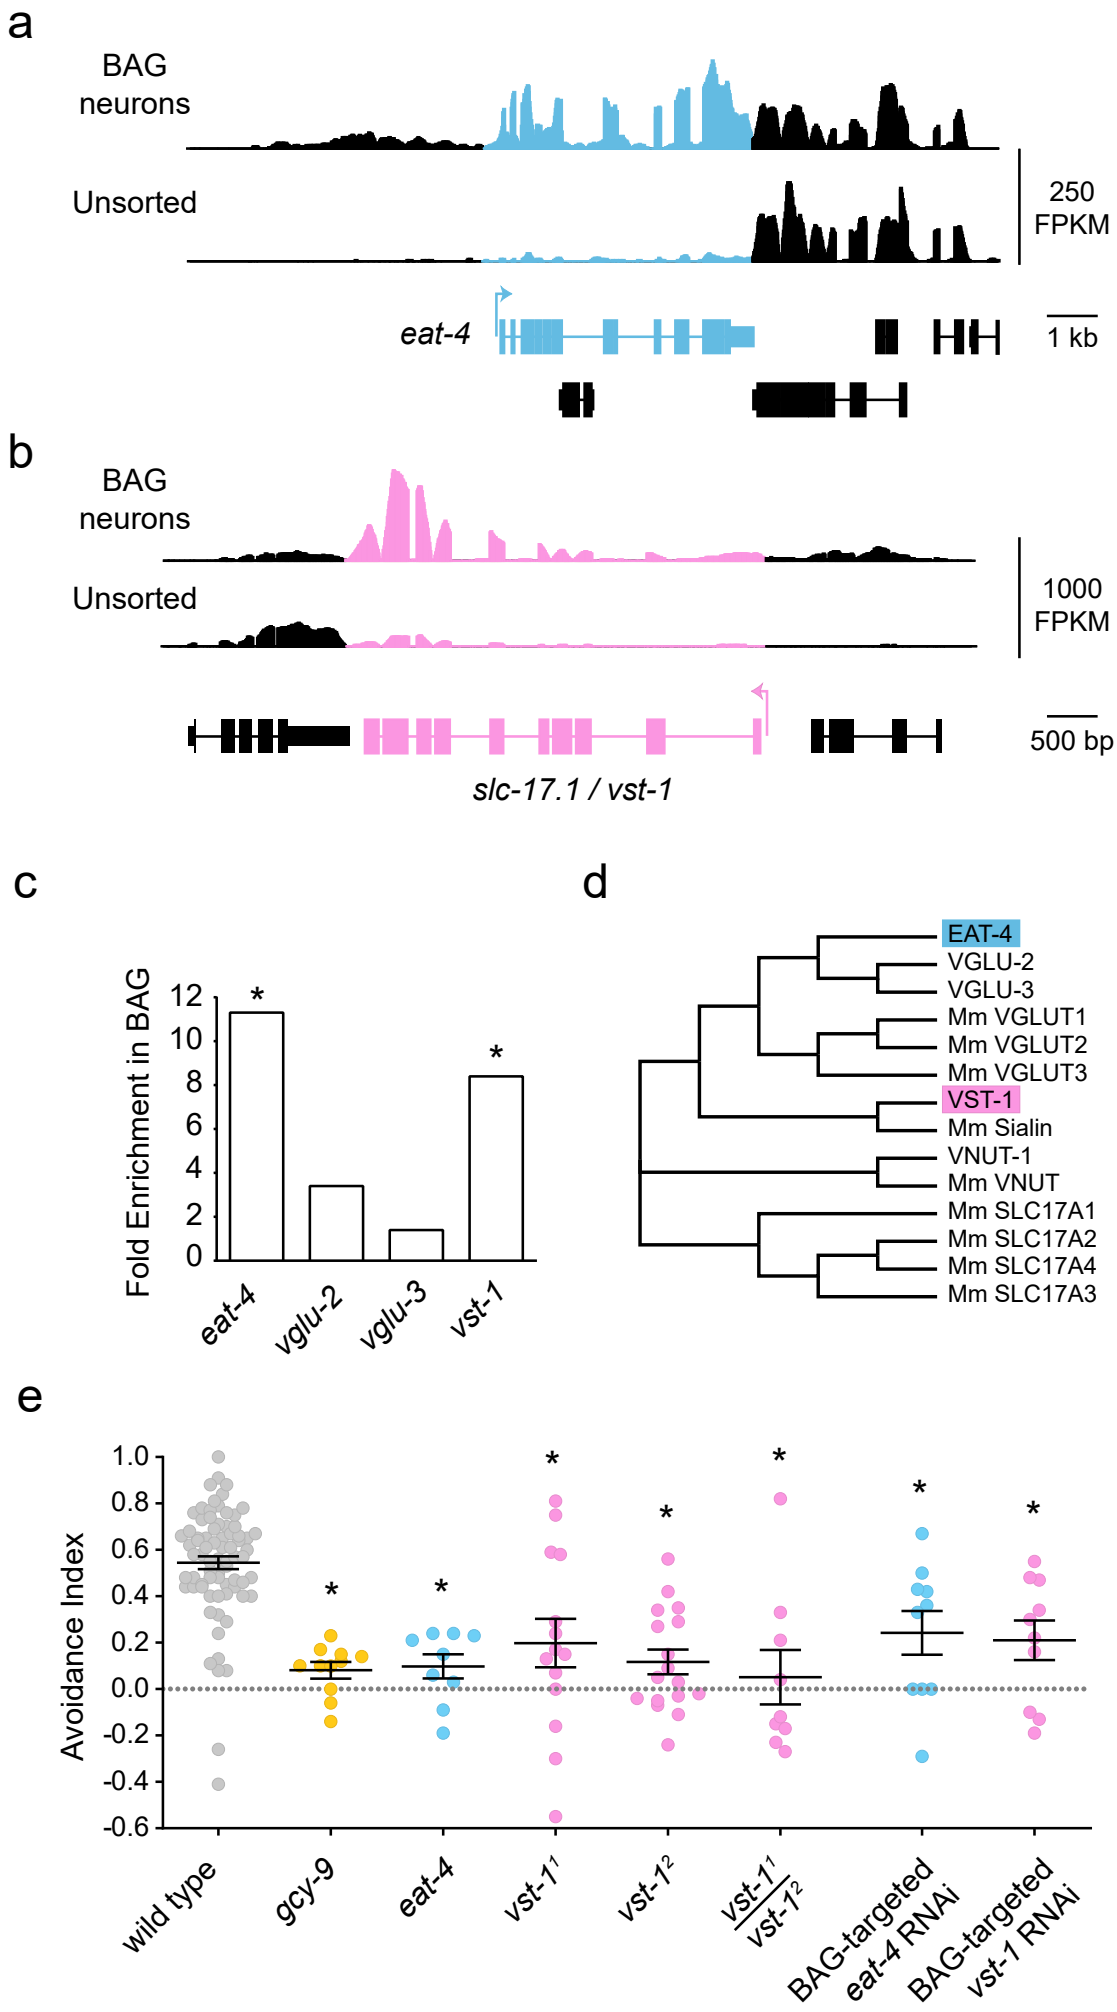 a
BAG
neurons
Unsorted
250
FPKM
eat-4
1 kb
b
BAG
neurons
Unsorted
1000
FPKM
500 bp
slc-17.1 / vst-1
c
Fold Enrichment in BAG
12
10
8
6
4
2
0
*
*
eat-4
vglu-2
vglu-3
vst-1
d
EAT-4
VGLU-2
VGLU-3
Mm VGLUT1
Mm VGLUT2
Mm VGLUT3
VST-1
Mm Sialin
VNUT-1
Mm VNUT
Mm SLC17A1
Mm SLC17A2
Mm SLC17A4
Mm SLC17A3
e
Avoidance Index
1.0
0.8
0.6
0.4
0.2
0.0
-0.2
-0.4
-0.6
*
*
*
*
*
*
*
wild type
gcy-9
eat-4
vst-1¹
vst-1²
vst-1¹
vst-1²
BAG-targeted
eat-4 RNAi
BAG-targeted
vst-1 RNAi